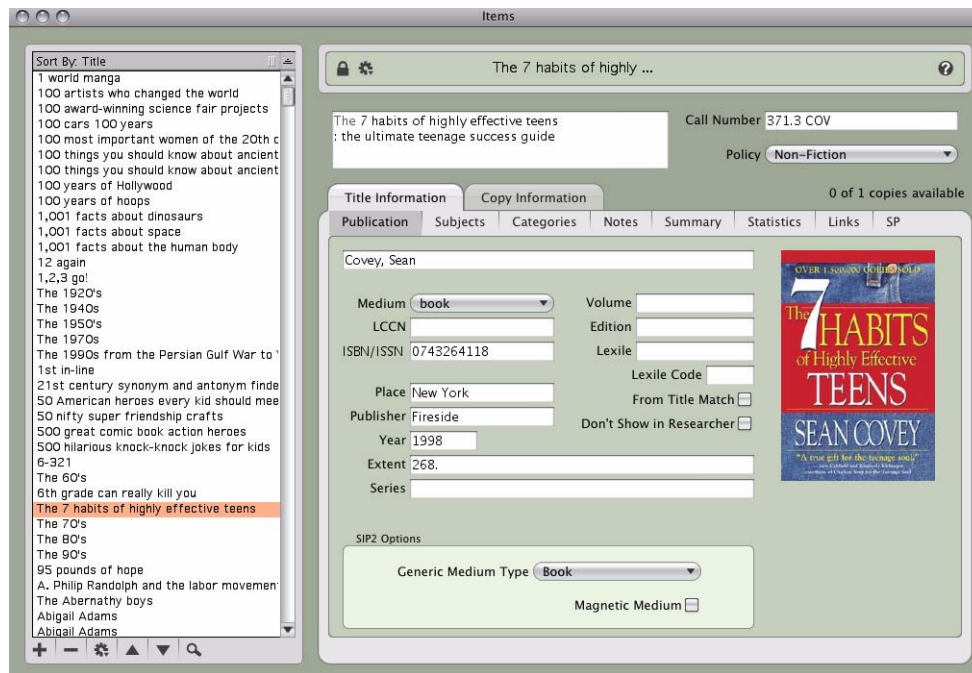 Items
Sort By: Title
1 world manga
100 artists who changed the world
100 award-winning science fair projects
100 cars 100 years
100 most important women of the 20th c
100 things you should know about ancient
100 things you should know about ancient
100 years of Hollywood
100 years of hoops
1,001 facts about dinosaurs
1,001 facts about space
1,001 facts about the human body
12 again
1,2,3 go!
The 1920's
The 1940s
The 1950's
The 1970s
The 1990s from the Persian Gulf War to
1st in-line
21st century synonym and antonym finde
50 American heroes every kid should mee
50 nifty super friendship crafts
500 great comic book action heroes
500 hilarious knock-knock jokes for kids
6-321
The 60's
6th grade can really kill you
The 7 habits of highly effective teens
The 70's
The 80's
The 90's
95 pounds of hope
A. Philip Randolph and the labor movemen
The Abernathy boys
Abigail Adams
Abigail Adams
The 7 habits of highly ...
The 7 habits of highly effective teens
: the ultimate teenage success guide
Call Number 371.3 COV
Policy Non-Fiction
0 of 1 copies available
Title Information Copy Information
Publication Subjects Categories Notes Summary Statistics Links SP
Covey, Sean
Medium book
LCCN
ISBN/ISSN 0743264118
Place New York
Publisher Fireside
Year 1998
Extent 268.
Series
Volume
Edition
Lexile
Lexile Code
From Title Match
Don't Show in Researcher
SIP2 Options
Generic Medium Type Book
Magnetic Medium
OVER 1,500,000 COPIES SOLD
The 7 HABITS
of Highly Effective
TEENS
SEAN COVEY
"A true gift for the teenage soul."